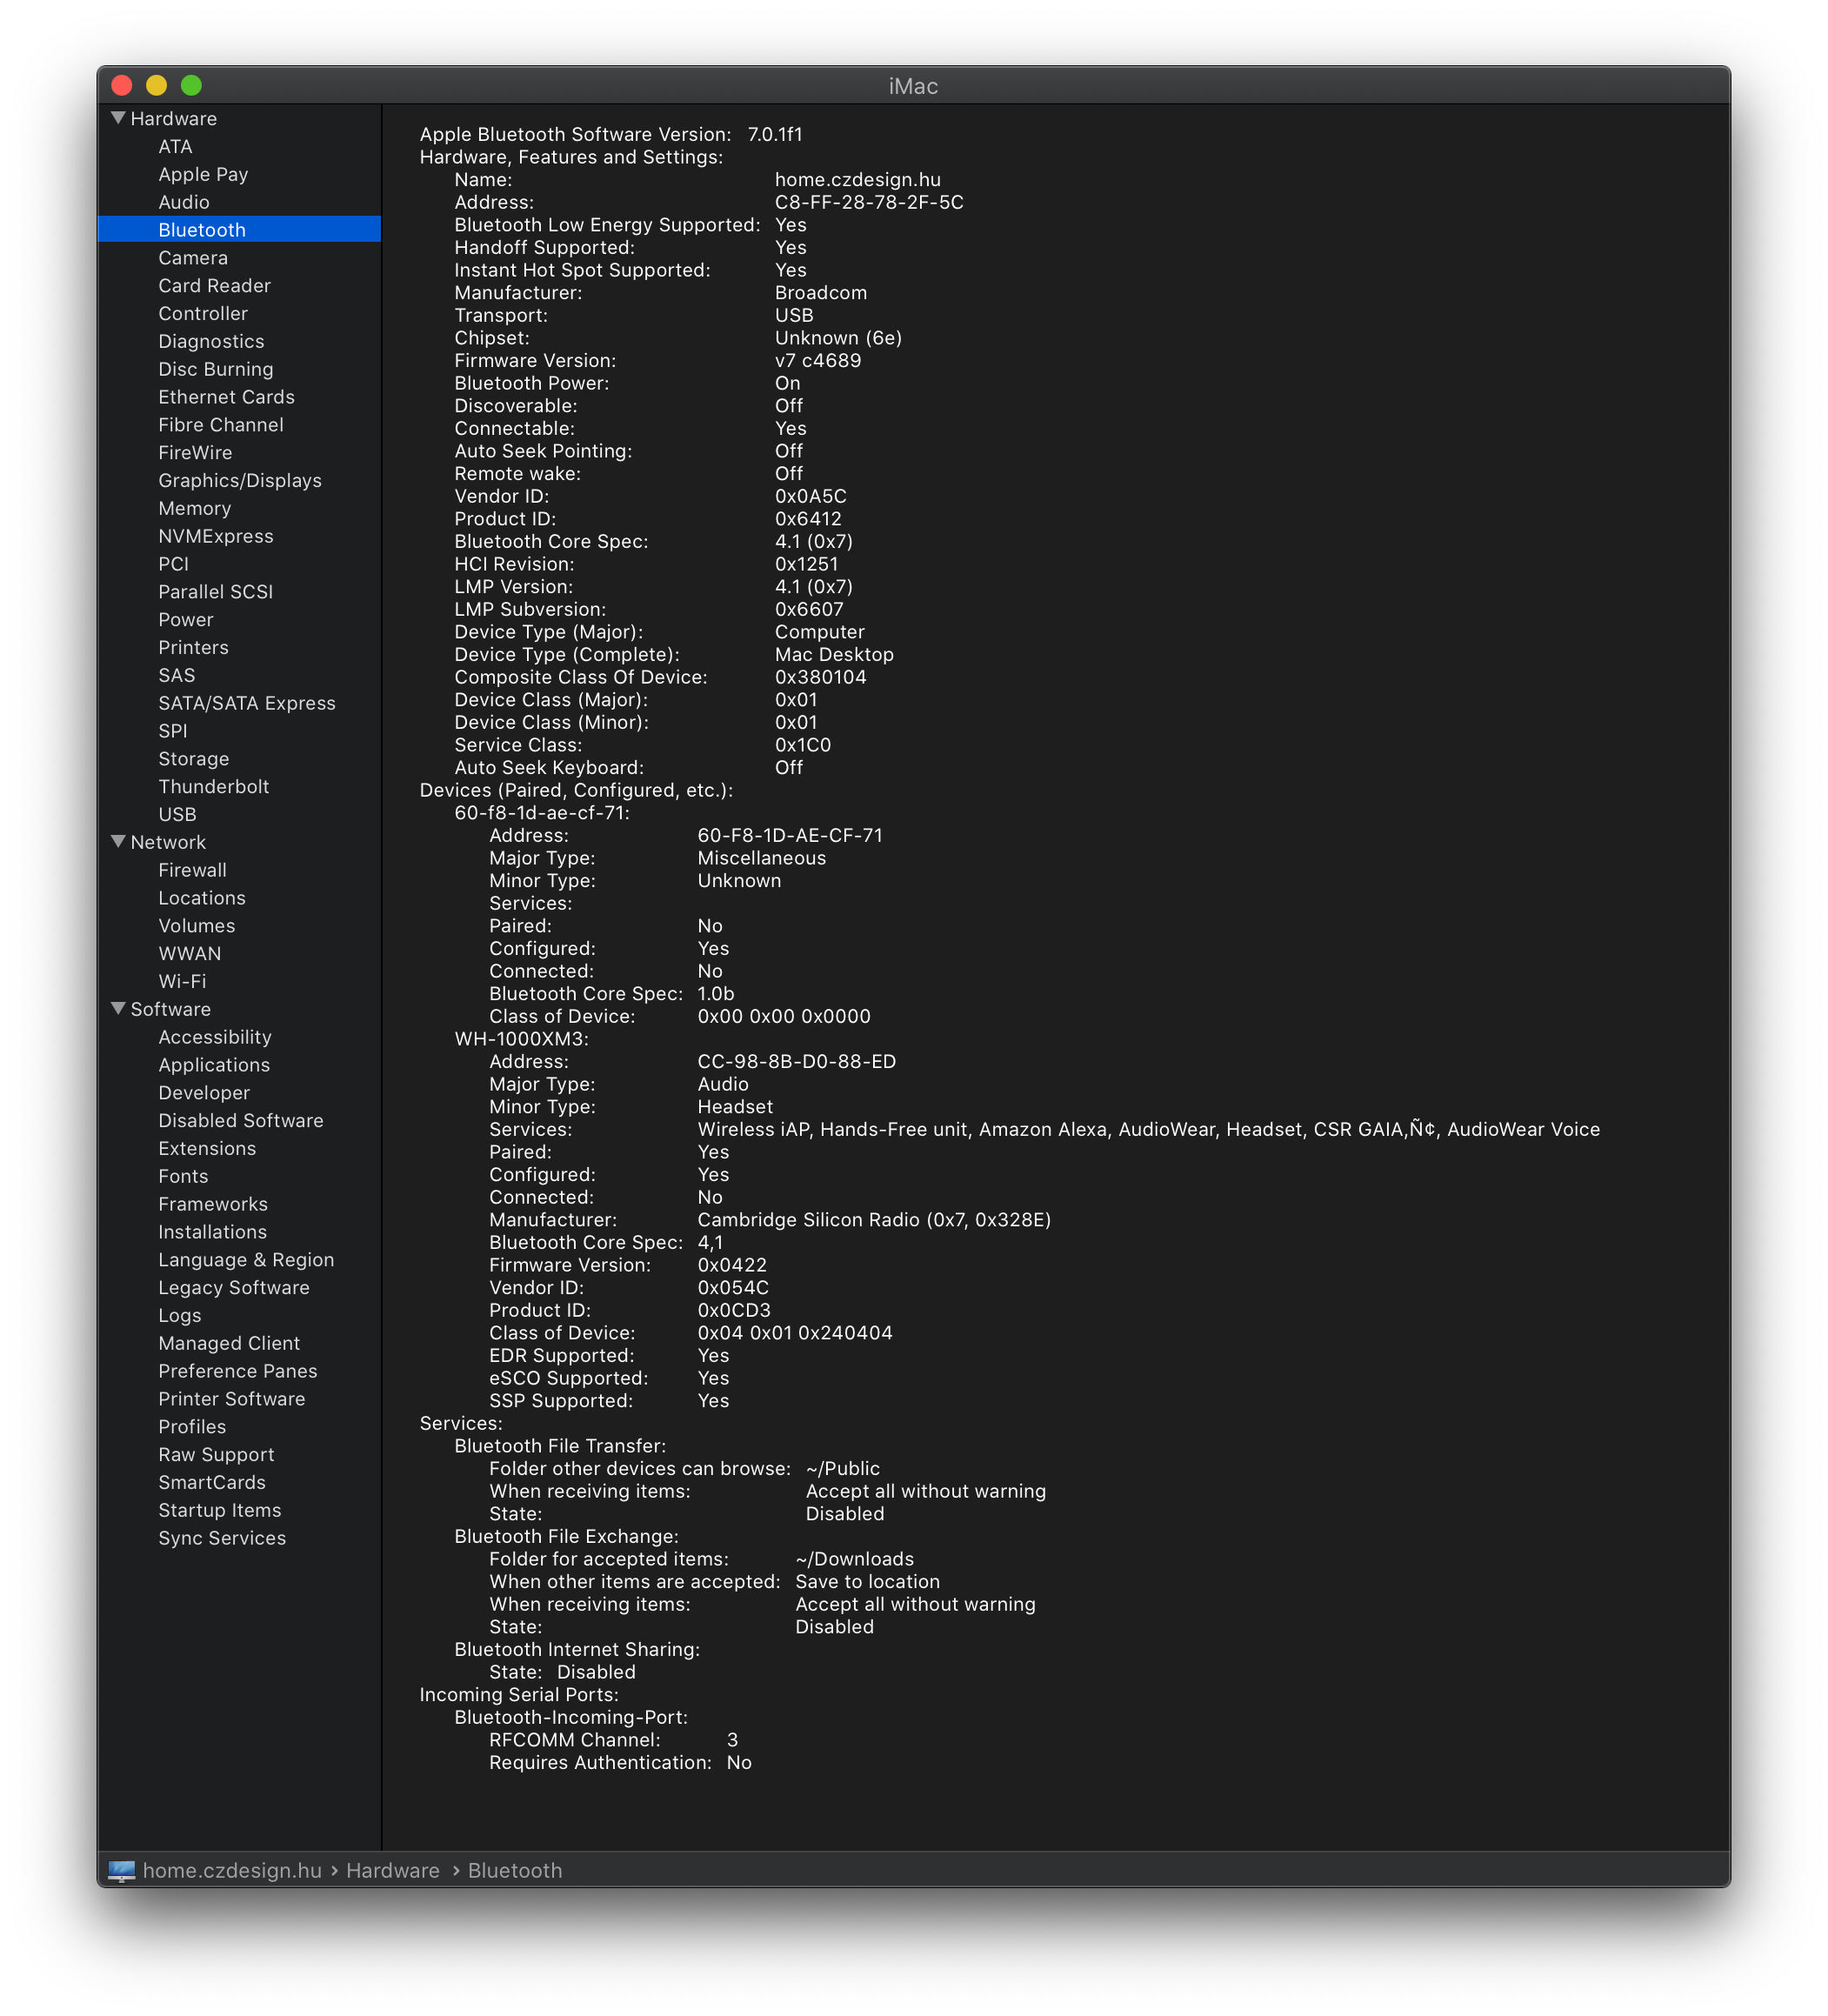 iMac
Hardware
ATA
Apple Pay
Audio
Bluetooth
Camera
Card Reader
Controller
Diagnostics
Disc Burning
Ethernet Cards
Fibre Channel
FireWire
Graphics/Displays
Memory
NVMExpress
PCI
Parallel SCSI
Power
Printers
SAS
SATA/SATA Express
SPI
Storage
Thunderbolt
USB
Network
Firewall
Locations
Volumes
WWAN
Wi-Fi
Software
Accessibility
Applications
Developer
Disabled Software
Extensions
Fonts
Frameworks
Installations
Language & Region
Legacy Software
Logs
Managed Client
Preference Panes
Printer Software
Profiles
Raw Support
SmartCards
Startup Items
Sync Services
Apple Bluetooth Software Version: 7.0.1f1
Hardware, Features and Settings:
Name: home.czdesign.hu
Address: C8-FF-28-78-2F-5C
Bluetooth Low Energy Supported: Yes
Handoff Supported: Yes
Instant Hot Spot Supported: Yes
Manufacturer: Broadcom
Transport: USB
Chipset: Unknown (6e)
Firmware Version: v7 c4689
Bluetooth Power: On
Discoverable: Off
Connectable: Yes
Auto Seek Pointing: Off
Remote wake: Off
Vendor ID: 0x0A5C
Product ID: 0x6412
Bluetooth Core Spec: 4.1 (0x7)
HCI Revision: 0x1251
LMP Version: 4.1 (0x7)
LMP Subversion: 0x6607
Device Type (Major): Computer
Device Type (Complete): Mac Desktop
Composite Class Of Device: 0x380104
Device Class (Major): 0x01
Device Class (Minor): 0x01
Service Class: 0x1C0
Auto Seek Keyboard: Off
Devices (Paired, Configured, etc.):
60-f8-1d-ae-cf-71:
Address: 60-F8-1D-AE-CF-71
Major Type: Miscellaneous
Minor Type: Unknown
Services:
Paired: No
Configured: Yes
Connected: No
Bluetooth Core Spec: 1.0b
Class of Device: 0x00 0x00 0x0000
WH-1000XM3:
Address: CC-98-8B-D0-88-ED
Major Type: Audio
Minor Type: Headset
Services: Wireless iAP, Hands-Free unit, Amazon Alexa, AudioWear, Headset, CSR GAIA‚Ñ¢, AudioWear Voice
Paired: Yes
Configured: Yes
Connected: No
Manufacturer: Cambridge Silicon Radio (0x7, 0x328E)
Bluetooth Core Spec: 4,1
Firmware Version: 0x0422
Vendor ID: 0x054C
Product ID: 0x0CD3
Class of Device: 0x04 0x01 0x240404
EDR Supported: Yes
eSCO Supported: Yes
SSP Supported: Yes
Services:
Bluetooth File Transfer:
Folder other devices can browse: ~/Public
When receiving items: Accept all without warning
State: Disabled
Bluetooth File Exchange:
Folder for accepted items: ~/Downloads
When other items are accepted: Save to location
When receiving items: Accept all without warning
State: Disabled
Bluetooth Internet Sharing:
State: Disabled
Incoming Serial Ports:
Bluetooth-Incoming-Port:
RFCOMM Channel: 3
Requires Authentication: No
home.czdesign.hu › Hardware › Bluetooth